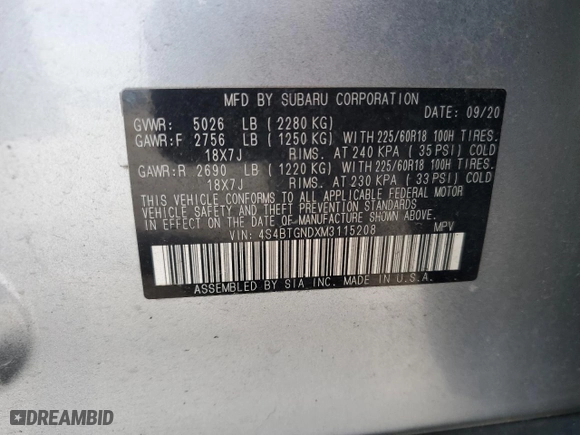 MFD BY SUBARU CORPORATION
DATE: 09/20
GVWR: 5026 LB (2280 KG)
GAWR:F 2756 LB (1250 KG) WITH 225/60R18 100H TIRES.
18X7J RIMS. AT 240 KPA ( 35 PSI) COLD
GAWR:R 2690 LB (1220 KG) WITH 225/60R18 100H TIRES.
18X7J RIMS. AT 230 KPA ( 33 PSI) COLD
THIS VEHICLE CONFORMS TO ALL APPLICABLE FEDERAL MOTOR
VEHICLE SAFETY AND THEFT PREVENTION STANDARDS
IN EFFECT ON THE DATE OF MANUFACTURE SHOWN ABOVE.
VIN: 4S4BTGNDXM3115208 MPV
ASSEMBLED BY SIA INC. MADE IN U.S.A.
DREAMBID